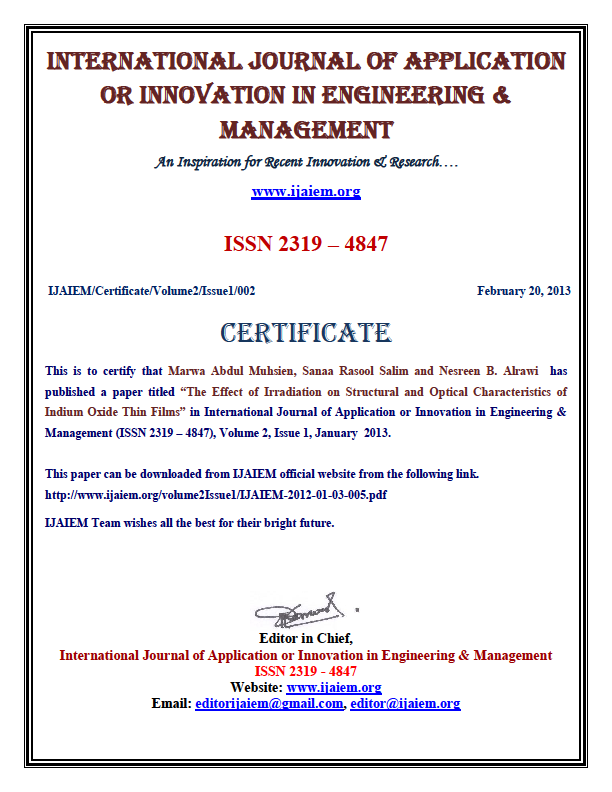 INTERNATIONAL JOURNAL OF APPLICATION
OR INNOVATION IN ENGINEERING &
MANAGEMENT
An Inspiration for Recent Innovation & Research….
www.ijaiem.org
ISSN 2319 – 4847
IJAIEM/Certificate/Volume2/Issue1/002 February 20, 2013
CERTIFICATE
This is to certify that Marwa Abdul Muhsien, Sanaa Rasool Salim and Nesreen B. Alrawi has
published a paper titled “The Effect of Irradiation on Structural and Optical Characteristics of
Indium Oxide Thin Films” in International Journal of Application or Innovation in Engineering &
Management (ISSN 2319 – 4847), Volume 2, Issue 1, January 2013.
This paper can be downloaded from IJAIEM official website from the following link.
http://www.ijaiem.org/volume2Issue1/IJAIEM-2012-01-03-005.pdf
IJAIEM Team wishes all the best for their bright future.
Editor in Chief,
International Journal of Application or Innovation in Engineering & Management
ISSN 2319 - 4847
Website: www.ijaiem.org
Email: editorijaiem@gmail.com, editor@ijaiem.org